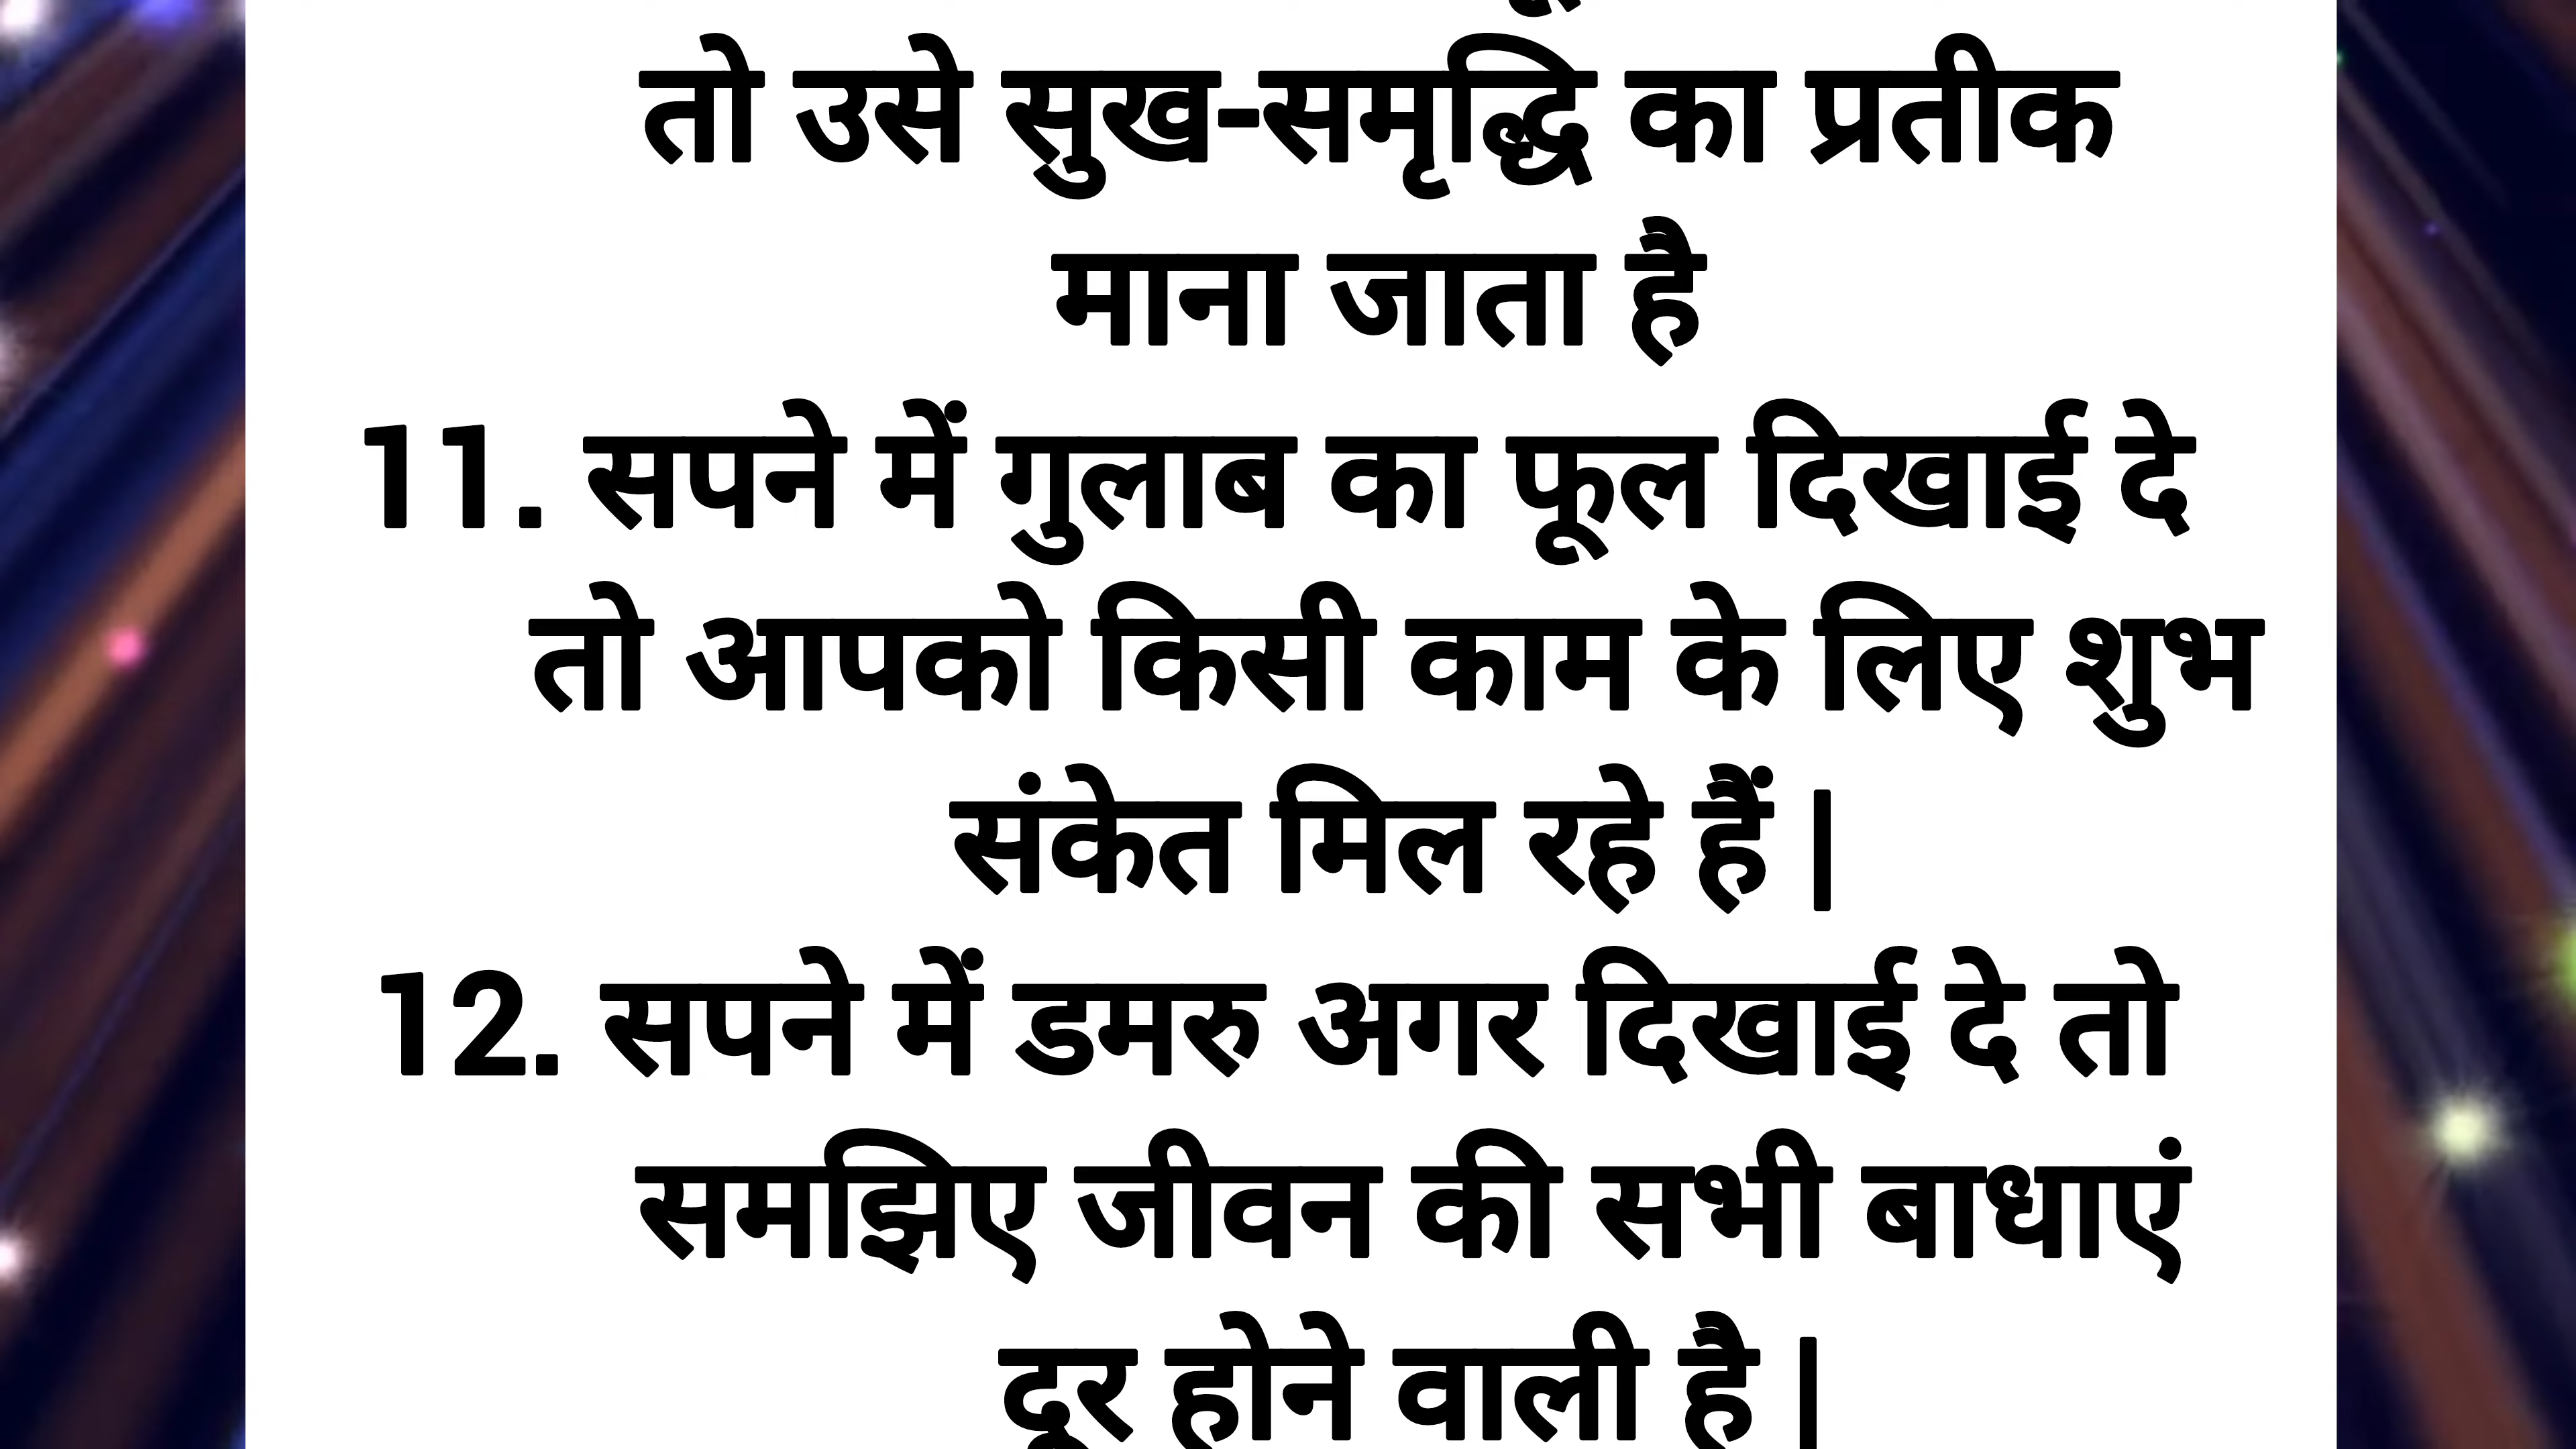 तो उसे सुख-समृद्धि का प्रतीक
माना जाता है
11. सपने में गुलाब का फूल दिखाई दे
तो आपको किसी काम के लिए शुभ
संकेत मिल रहे हैं |
12. सपने में डमरु अगर दिखाई दे तो
समझिए जीवन की सभी बाधाएं
दूर होने वाली है |